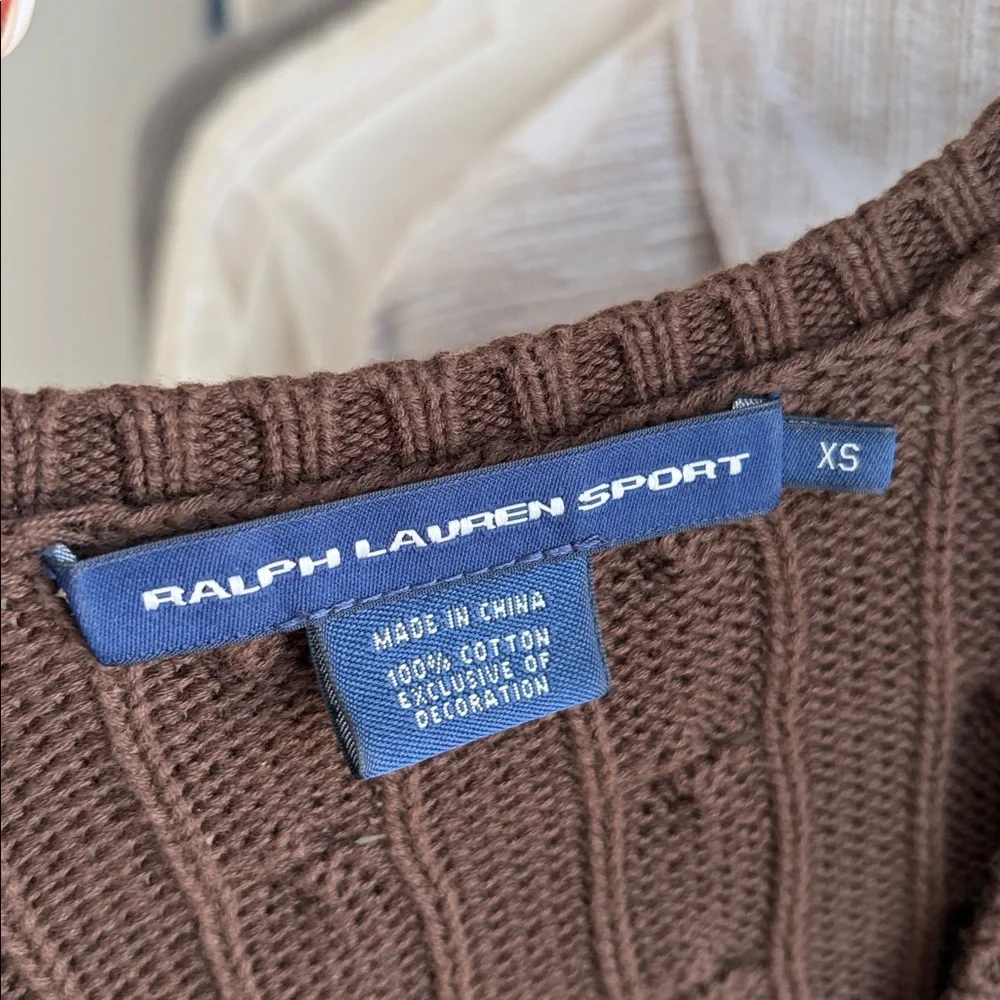 RALPH LAUREN SPORT
XS
MADE IN CHINA
100% COTTON
EXCLUSIVE OF
DECORATION